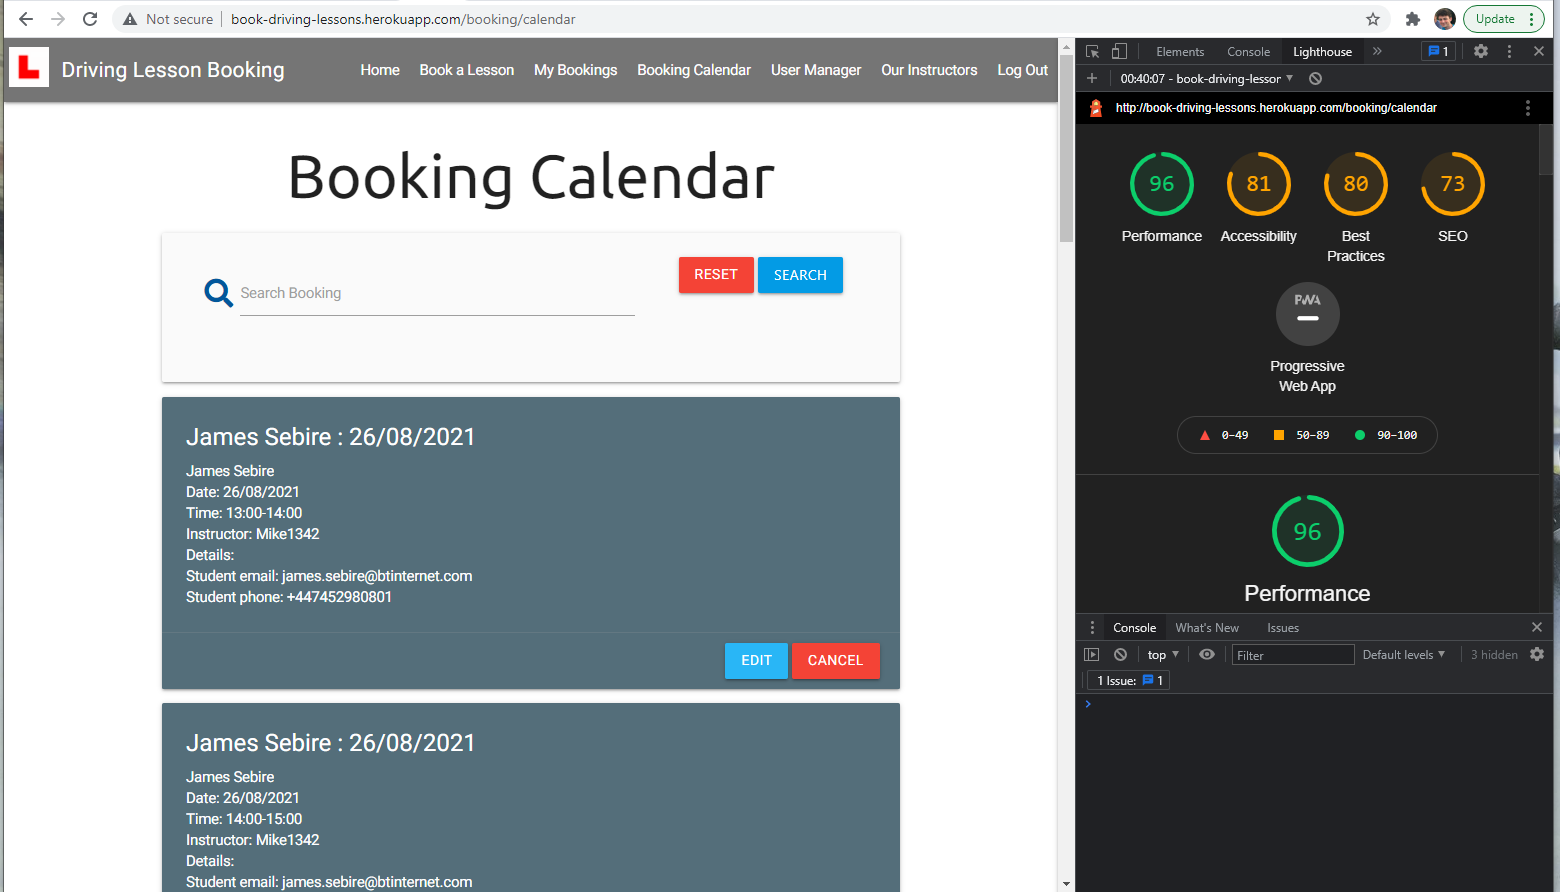 Not secure
book-driving-lessons.herokuapp.com/booking/calendar
Update
L
Driving Lesson Booking
Home
Book a Lesson
My Bookings
Booking Calendar
User Manager
Our Instructors
Log Out
Booking Calendar
Search Booking
RESET
SEARCH
James Sebire : 26/08/2021
James Sebire
Date: 26/08/2021
Time: 13:00-14:00
Instructor: Mike1342
Details:
Student email: james.sebire@btinternet.com
Student phone: +447452980801
EDIT
CANCEL
James Sebire : 26/08/2021
James Sebire
Date: 26/08/2021
Time: 14:00-15:00
Instructor: Mike1342
Details:
Student email: james.sebire@btinternet.com
Elements
Console
Lighthouse
1
00:40:07 - book-driving-lessor
http://book-driving-lessons.herokuapp.com/booking/calendar
96
81
80
73
Performance
Accessibility
Best
Practices
SEO
PWA
Progressive
Web App
0–49
50–89
90–100
96
Performance
Console
What's New
Issues
top
Filter
Default levels
3 hidden
1 Issue:
1